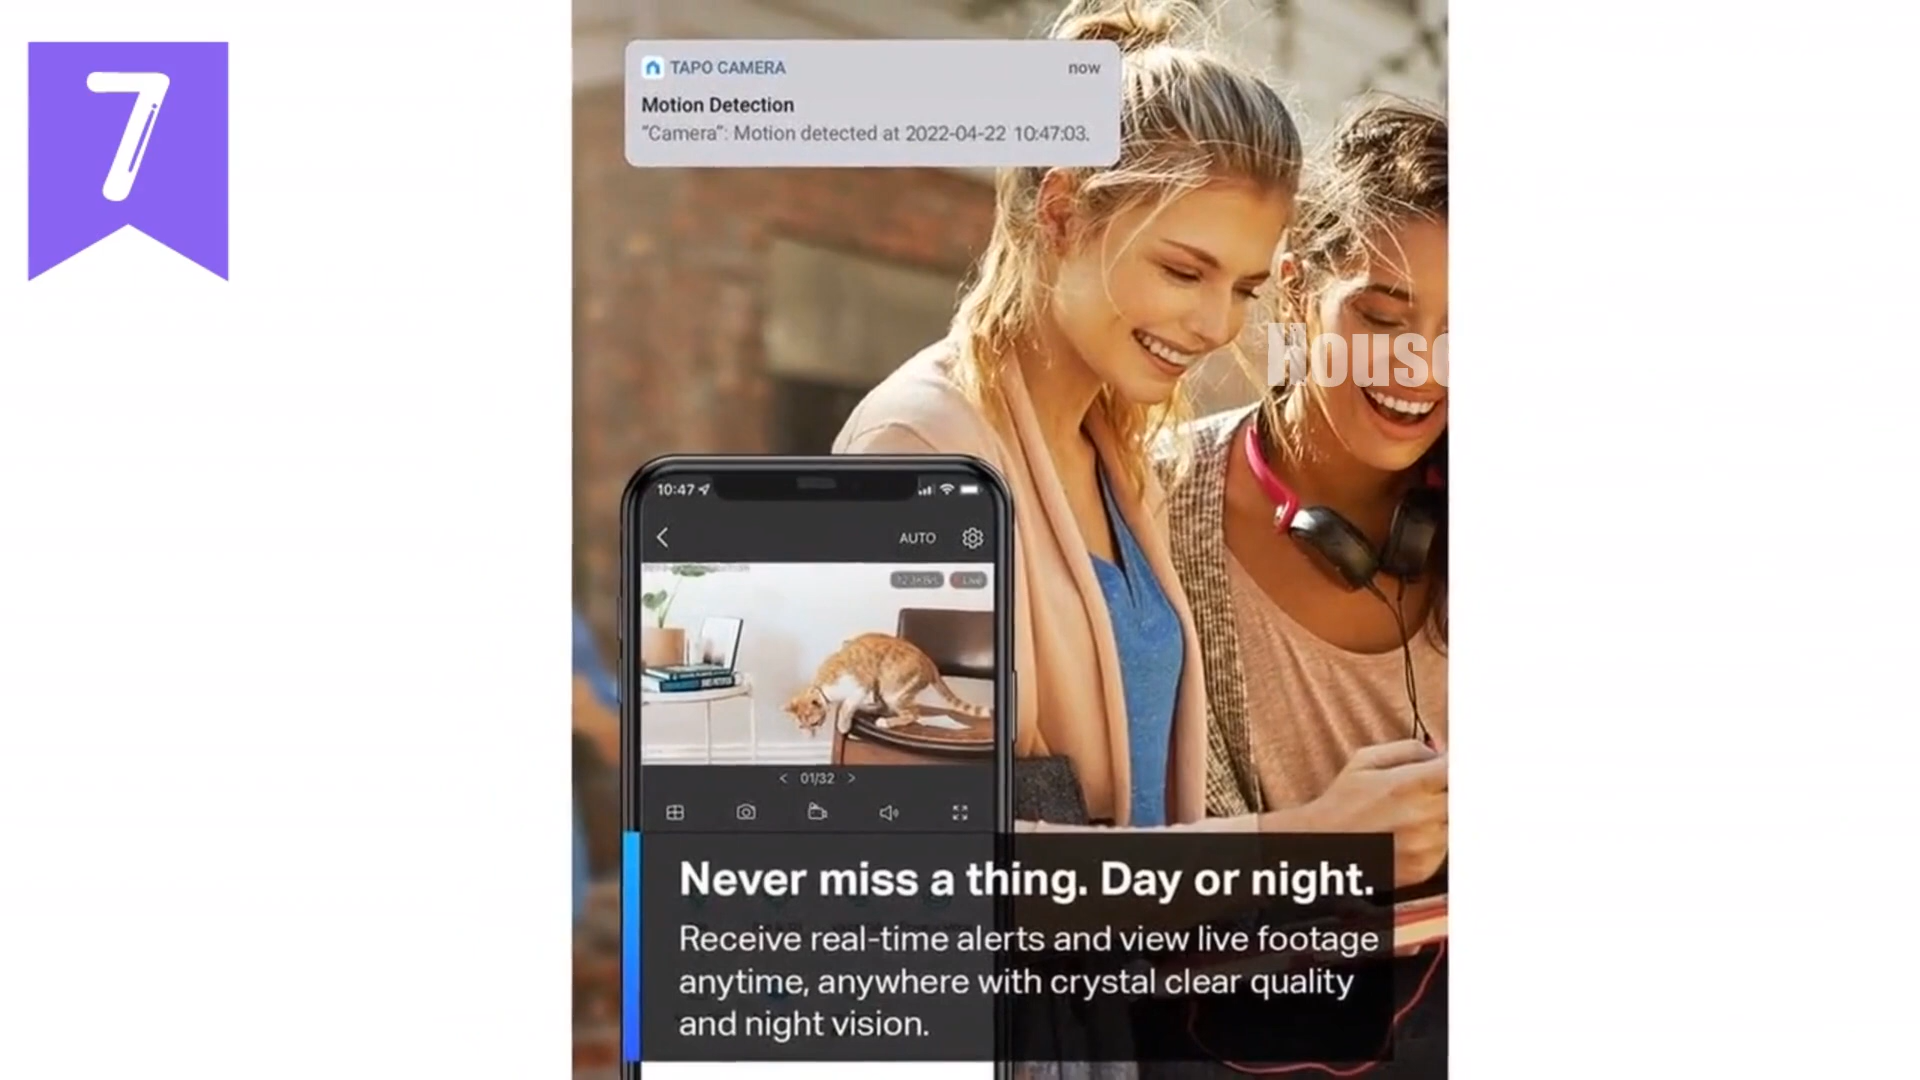 7
TAPO CAMERA
now
Motion Detection
“Camera”: Motion detected at 2022-04-22 10:47:03.
House
10:47
AUTO
Live
< 01/32 >
Never miss a thing. Day or night.
Receive real-time alerts and view live footage
anytime, anywhere with crystal clear quality
and night vision.